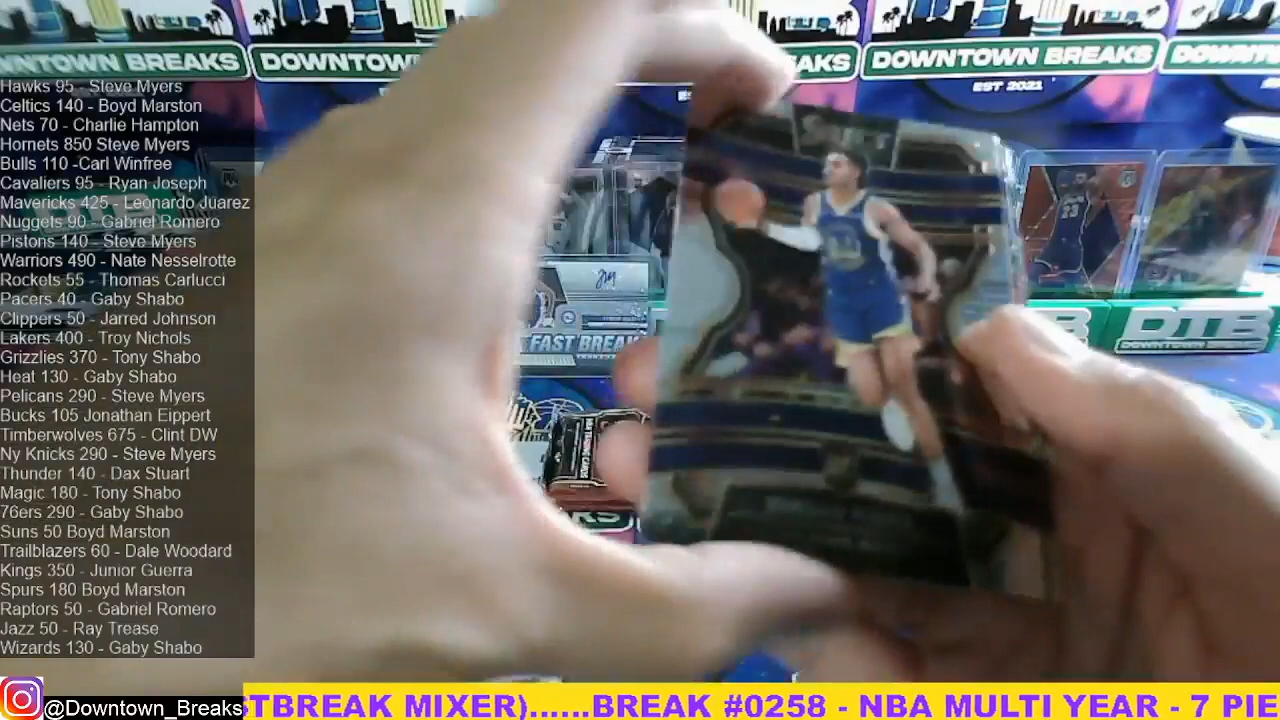 DOWNTOWN BREAKS
DOWNTOWN
BREAKS
DOWNTOWN BREAKS
EST 2021
Hawks 95 - Steve Myers
Celtics 140 - Boyd Marston
Nets 70 - Charlie Hampton
Hornets 850 Steve Myers
Bulls 110 -Carl Winfree
Cavaliers 95 - Ryan Joseph
Mavericks 425 - Leonardo Juarez
Nuggets 90 - Gabriel Romero
Pistons 140 - Steve Myers
Warriors 490 - Nate Nesselrotte
Rockets 55 - Thomas Carlucci
Pacers 40 - Gaby Shabo
Clippers 50 - Jarred Johnson
Lakers 400 - Troy Nichols
Grizzlies 370 - Tony Shabo
Heat 130 - Gaby Shabo
Pelicans 290 - Steve Myers
Bucks 105 Jonathan Eippert
Timberwolves 675 - Clint DW
Ny Knicks 290 - Steve Myers
Thunder 140 - Dax Stuart
Magic 180 - Tony Shabo
76ers 290 - Gaby Shabo
Suns 50 Boyd Marston
Trailblazers 60 - Dale Woodard
Kings 350 - Junior Guerra
Spurs 180 Boyd Marston
Raptors 50 - Gabriel Romero
Jazz 50 - Ray Trease
Wizards 130 - Gaby Shabo
SELECT
23
FAST BREAK
DTB
DOWNTOWN BREAKS
@Downtown_Breaks
STBREAK MIXER)......BREAK #0258 - NBA MULTI YEAR - 7 PIE